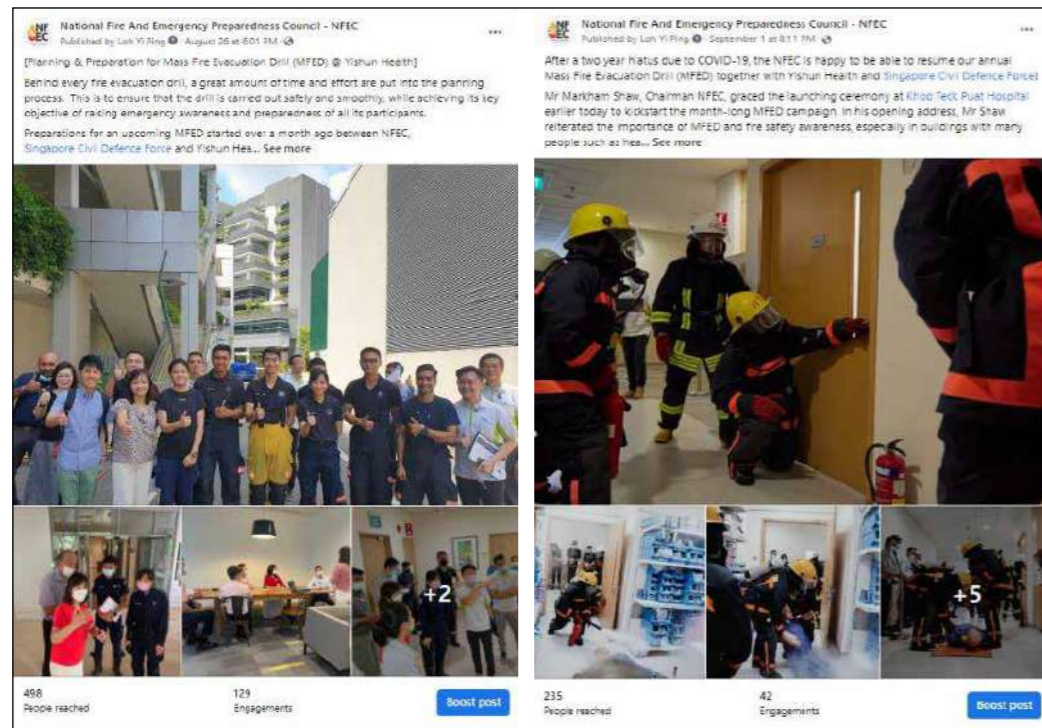 National Fire And Emergency Preparedness Council - NFEC
Published by Loh Yi Ping · August 26 at 6:01 PM ·
[Planning & Preparation for Mass Fire Evacuation Drill (MFED) @ Yishun Health]
Behind every fire evacuation drill, a great amount of time and effort are put into the planning
process. This is to ensure that the drill is carried out safely and smoothly, while achieving its key
objective of raising emergency awareness and preparedness of all its participants.
Preparations for an upcoming MFED started over a month ago between NFEC,
Singapore Civil Defence Force and Yishun Hea... See more
+2
498
People reached
129
Engagements
Boost post
National Fire And Emergency Preparedness Council - NFEC
Published by Loh Yi Ping · September 1 at 8:11 PM ·
After a two year hiatus due to COVID-19, the NFEC is happy to be able to resume our annual
Mass Fire Evacuation Drill (MFED) together with Yishun Health and Singapore Civil Defence Force!
Mr Markham Shaw, Chairman NFEC, graced the launching ceremony at Khoo Teck Puat Hospital
earlier today to kickstart the month-long MFED campaign. In his opening address, Mr Shaw
reiterated the importance of MFED and fire safety awareness, especially in buildings with many
people such as hea... See more
+5
235
People reached
42
Engagements
Boost post